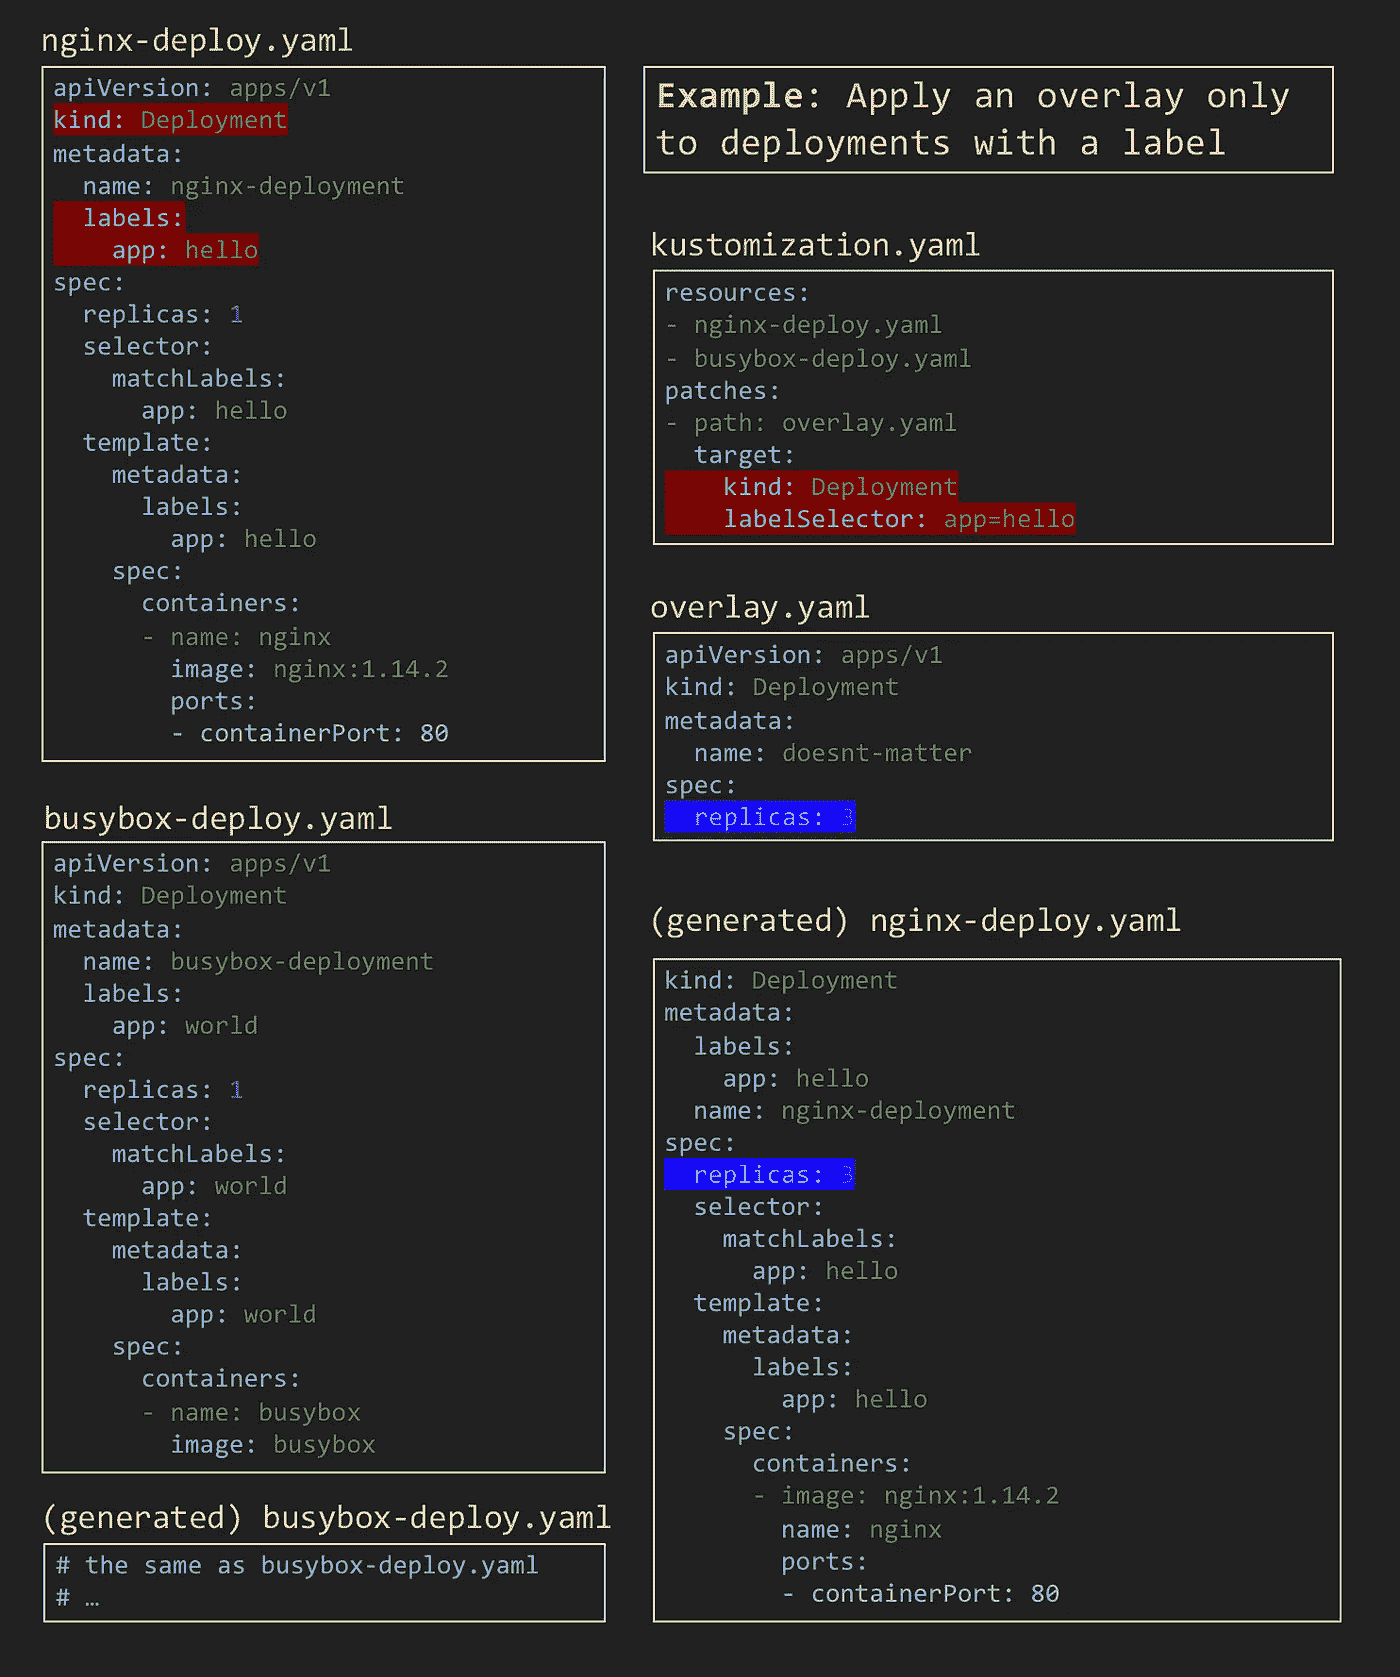 nginx-deploy.yaml
apiVersion: apps/v1
kind: Deployment
metadata:
  name: nginx-deployment
  labels:
    app: hello
spec:
  replicas: 1
  selector:
    matchLabels:
      app: hello
  template:
    metadata:
      labels:
        app: hello
    spec:
      containers:
      - name: nginx
        image: nginx:1.14.2
        ports:
        - containerPort: 80
busybox-deploy.yaml
apiVersion: apps/v1
kind: Deployment
metadata:
  name: busybox-deployment
  labels:
    app: world
spec:
  replicas: 1
  selector:
    matchLabels:
      app: world
  template:
    metadata:
      labels:
        app: world
    spec:
      containers:
      - name: busybox
        image: busybox
(generated) busybox-deploy.yaml
# the same as busybox-deploy.yaml
# …
Example: Apply an overlay only
to deployments with a label
kustomization.yaml
resources:
- nginx-deploy.yaml
- busybox-deploy.yaml
patches:
- path: overlay.yaml
  target:
    kind: Deployment
    labelSelector: app=hello
overlay.yaml
apiVersion: apps/v1
kind: Deployment
metadata:
  name: doesnt-matter
spec:
  replicas: 3
(generated) nginx-deploy.yaml
kind: Deployment
metadata:
  labels:
    app: hello
  name: nginx-deployment
spec:
  replicas: 3
  selector:
    matchLabels:
      app: hello
  template:
    metadata:
      labels:
        app: hello
    spec:
      containers:
      - image: nginx:1.14.2
        name: nginx
        ports:
        - containerPort: 80